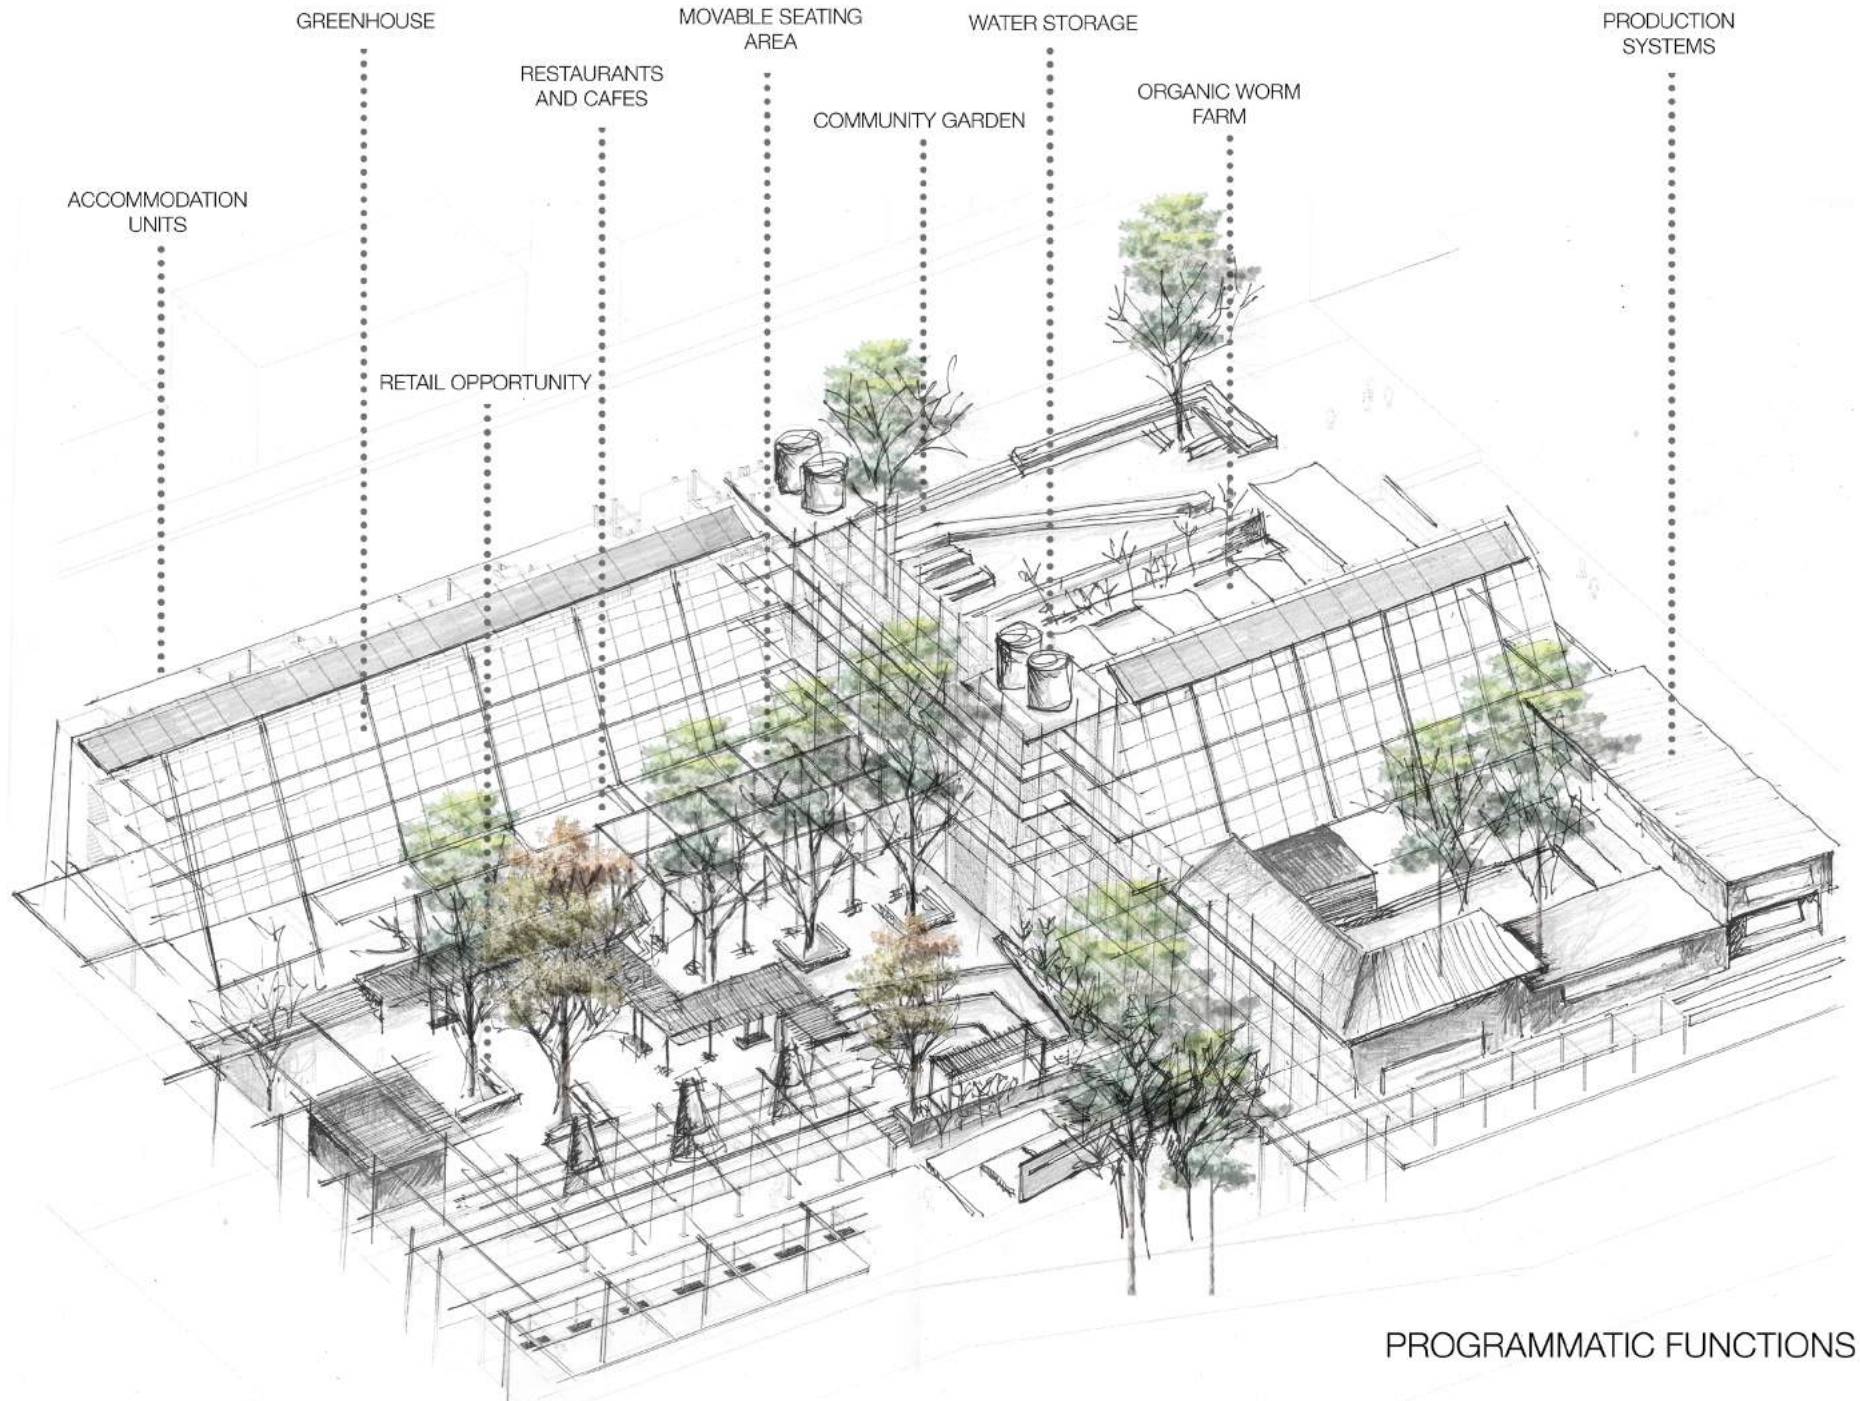 GREENHOUSE
MOVABLE SEATING
AREA
WATER STORAGE
PRODUCTION
SYSTEMS
RESTAURANTS
AND CAFES
COMMUNITY GARDEN
ORGANIC WORM
FARM
ACCOMMODATION
UNITS
RETAIL OPPORTUNITY
PROGRAMMATIC FUNCTIONS